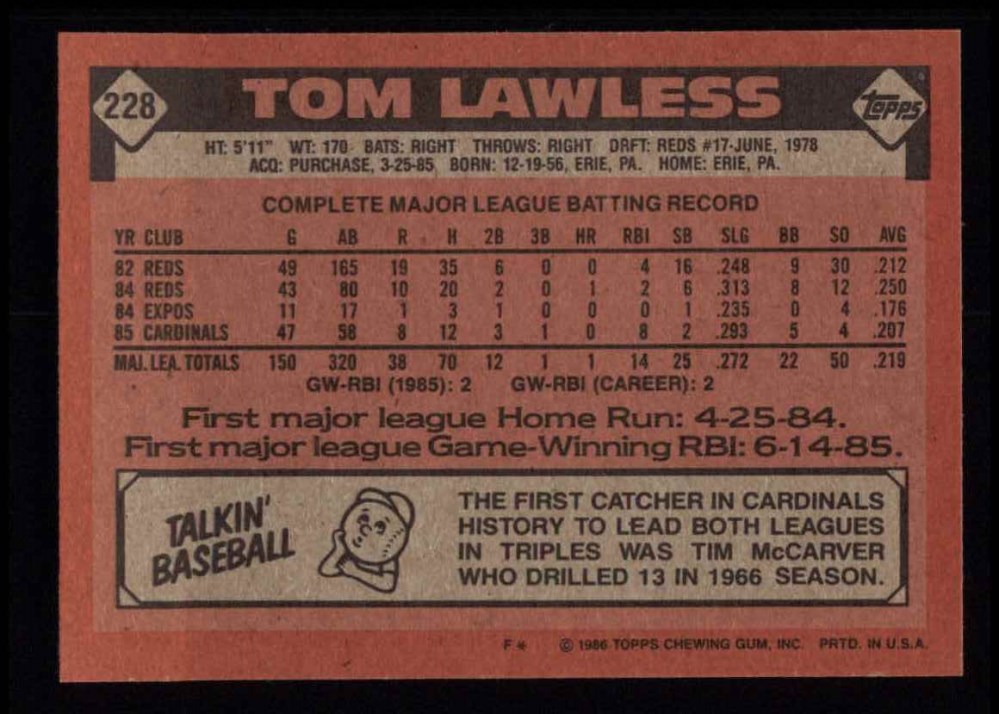 228 TOM LAWLESS Topps
HT: 5'11" WT: 170 BATS: RIGHT THROWS: RIGHT DRFT: REDS #17-JUNE, 1978
ACQ: PURCHASE, 3-25-85 BORN: 12-19-56, ERIE, PA. HOME: ERIE, PA.
COMPLETE MAJOR LEAGUE BATTING RECORD
YR CLUB G AB R H 2B 3B HR RBI SB SLG BB SO AVG
82 REDS 49 165 19 35 6 0 0 4 16 .248 9 30 .212
84 REDS 43 80 10 20 2 0 1 2 6 .313 8 12 .250
84 EXPOS 11 17 1 3 1 0 0 0 1 .235 0 4 .176
85 CARDINALS 47 58 8 12 3 1 0 8 2 .293 5 4 .207
MAJ. LEA. TOTALS 150 320 38 70 12 1 1 14 25 .272 22 50 .219
GW-RBI (1985): 2 GW-RBI (CAREER): 2
First major league Home Run: 4-25-84.
First major league Game-Winning RBI: 6-14-85.
TALKIN'
BASEBALL
THE FIRST CATCHER IN CARDINALS
HISTORY TO LEAD BOTH LEAGUES
IN TRIPLES WAS TIM McCARVER
WHO DRILLED 13 IN 1966 SEASON.
F * © 1986 TOPPS CHEWING GUM, INC. PRTD. IN U.S.A.